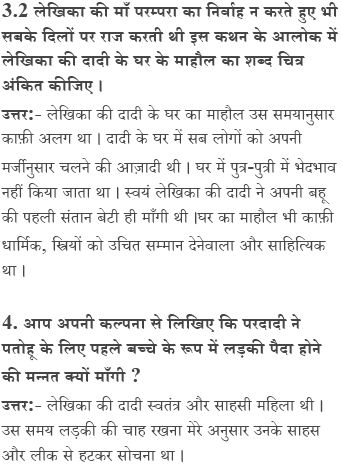 3.2 लेखिका की माँ परम्परा का निर्वाह न करते हुए भी
सबके दिलों पर राज करती थी इस कथन के आलोक में
लेखिका की दादी के घर के माहौल का शब्द चित्र
अंकित कीजिए ।
उत्तर:- लेखिका की दादी के घर का माहौल उस समयानुसार
काफ़ी अलग था । दादी के घर में सब लोगों को अपनी
मर्जीनुसार चलने की आज़ादी थी । घर में पुत्र-पुत्री में भेदभाव
नहीं किया जाता था । स्वयं लेखिका की दादी ने अपनी बहू
की पहली संतान बेटी ही माँगी थी ।घर का माहौल भी काफ़ी
धार्मिक, स्त्रियों को उचित सम्मान देनेवाला और साहित्यिक
था ।
4. आप अपनी कल्पना से लिखिए कि परदादी ने
पतोहू के लिए पहले बच्चे के रूप में लड़की पैदा होने
की मन्नत क्यों माँगी ?
उत्तर:- लेखिका की दादी स्वतंत्र और साहसी महिला थी ।
उस समय लड़की की चाह रखना मेरे अनुसार उनके साहस
और लीक से हटकर सोचना था ।